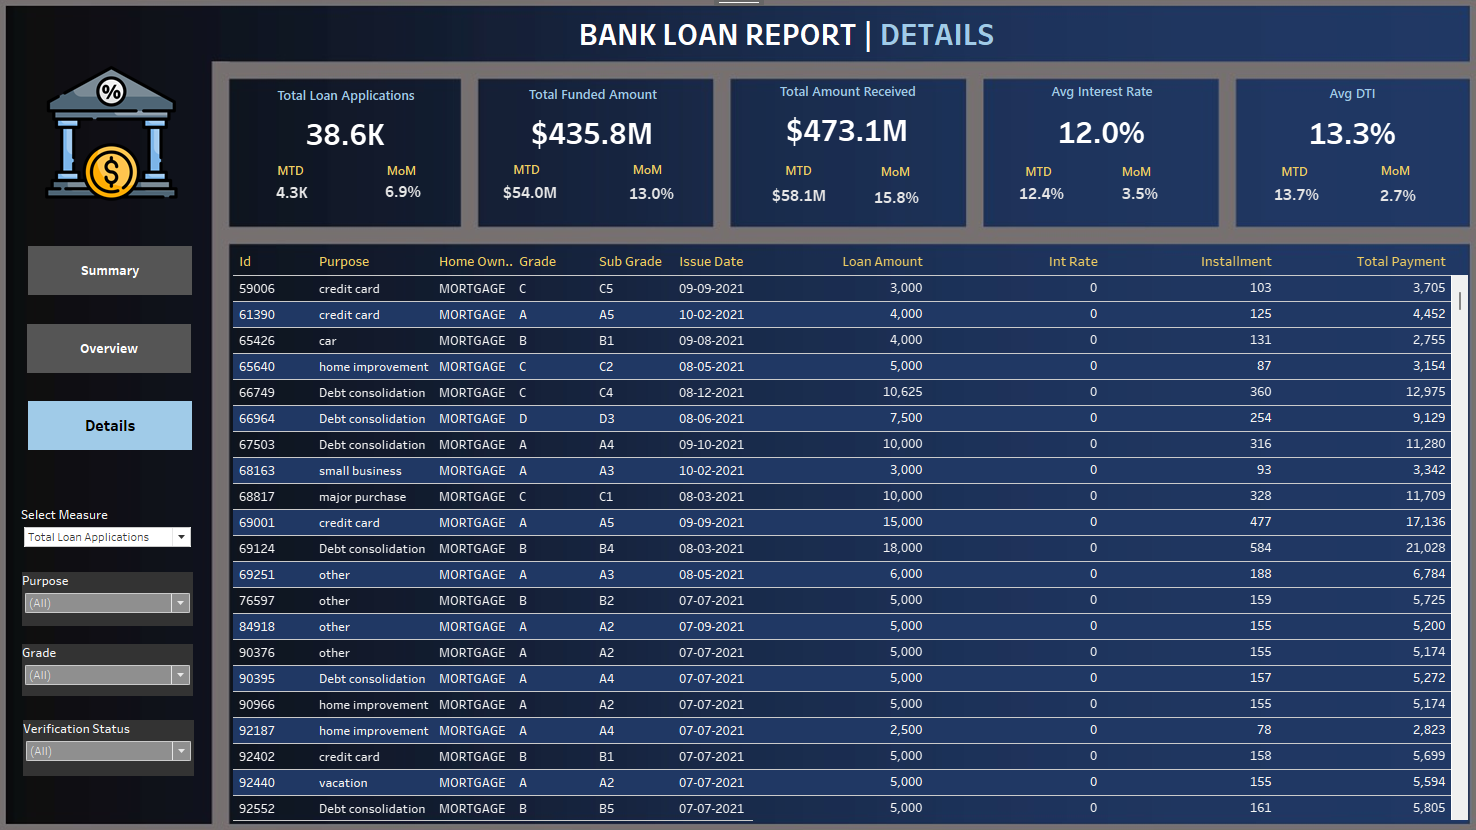 BANK LOAN REPORT | DETAILS
%
$
Summary
Overview
Details
Select Measure
Total Loan Applications
Purpose
(All)
Grade
(All)
Verification Status
(All)
Total Loan Applications
38.6K
MTD MoM
4.3K 6.9%
Total Funded Amount
$435.8M
MTD MoM
$54.0M 13.0%
Total Amount Received
$473.1M
MTD MoM
$58.1M 15.8%
Avg Interest Rate
12.0%
MTD MoM
12.4% 3.5%
Avg DTI
13.3%
MTD MoM
13.7% 2.7%
Id Purpose Home Own.. Grade Sub Grade Issue Date Loan Amount Int Rate Installment Total Payment
59006 credit card MORTGAGE C C5 09-09-2021 3,000 0 103 3,705
61390 credit card MORTGAGE A A5 10-02-2021 4,000 0 125 4,452
65426 car MORTGAGE B B1 09-08-2021 4,000 0 131 2,755
65640 home improvement MORTGAGE C C2 08-05-2021 5,000 0 87 3,154
66749 Debt consolidation MORTGAGE C C4 08-12-2021 10,625 0 360 12,975
66964 Debt consolidation MORTGAGE D D3 08-06-2021 7,500 0 254 9,129
67503 Debt consolidation MORTGAGE A A4 09-10-2021 10,000 0 316 11,280
68163 small business MORTGAGE A A3 10-02-2021 3,000 0 93 3,342
68817 major purchase MORTGAGE C C1 08-03-2021 10,000 0 328 11,709
69001 credit card MORTGAGE A A5 09-09-2021 15,000 0 477 17,136
69124 Debt consolidation MORTGAGE B B4 08-03-2021 18,000 0 584 21,028
69251 other MORTGAGE A A3 08-05-2021 6,000 0 188 6,784
76597 other MORTGAGE B B2 07-07-2021 5,000 0 159 5,725
84918 other MORTGAGE A A2 07-09-2021 5,000 0 155 5,200
90376 other MORTGAGE A A2 07-07-2021 5,000 0 155 5,174
90395 Debt consolidation MORTGAGE A A4 07-07-2021 5,000 0 157 5,272
90966 home improvement MORTGAGE A A2 07-07-2021 5,000 0 155 5,174
92187 home improvement MORTGAGE A A4 07-07-2021 2,500 0 78 2,823
92402 credit card MORTGAGE B B1 07-07-2021 5,000 0 158 5,699
92440 vacation MORTGAGE A A2 07-07-2021 5,000 0 155 5,594
92552 Debt consolidation MORTGAGE B B5 07-07-2021 5,000 0 161 5,805